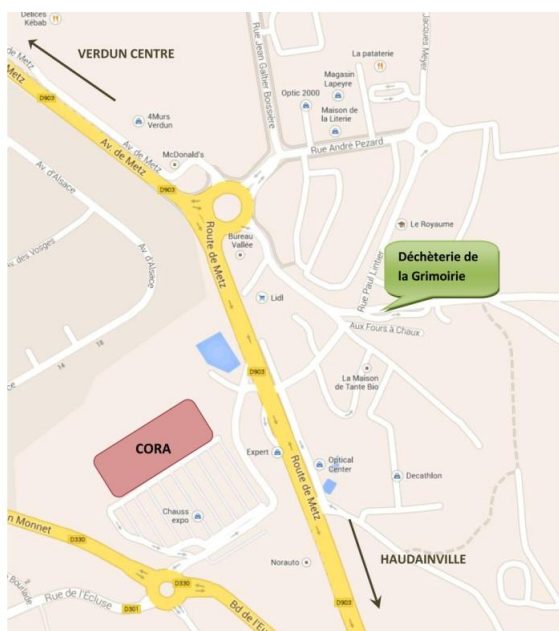 Délices
Kébab
VERDUN CENTRE
Metz
D903
Av. de Metz
Av. de Metz
4Murs
Verdun
McDonald's
D903
Rue Jean Galtier Boissière
Optic 2000
Magasin
Lapeyre
Maison de
la Literie
La pataterie
Jacques Meyer
Rue André Pezard
Av. d'Alsace
Av. des Vosges
Av. d'Alsace
Route de Metz
Bureau
Vallée
Le Royaume
Déchèterie de
la Grimoirie
Rue Paul Lintier
Lidl
Aux Fours à Chaux
D903
La Maison
de Tante Bio
CORA
Expert
Optical
Center
Decathlon
Route de Metz
Chauss
expo
n Monnet
D330
D330
Norauto
HAUDAINVILLE
Rue de l'Écluse
D301
Bd de l'E
D903